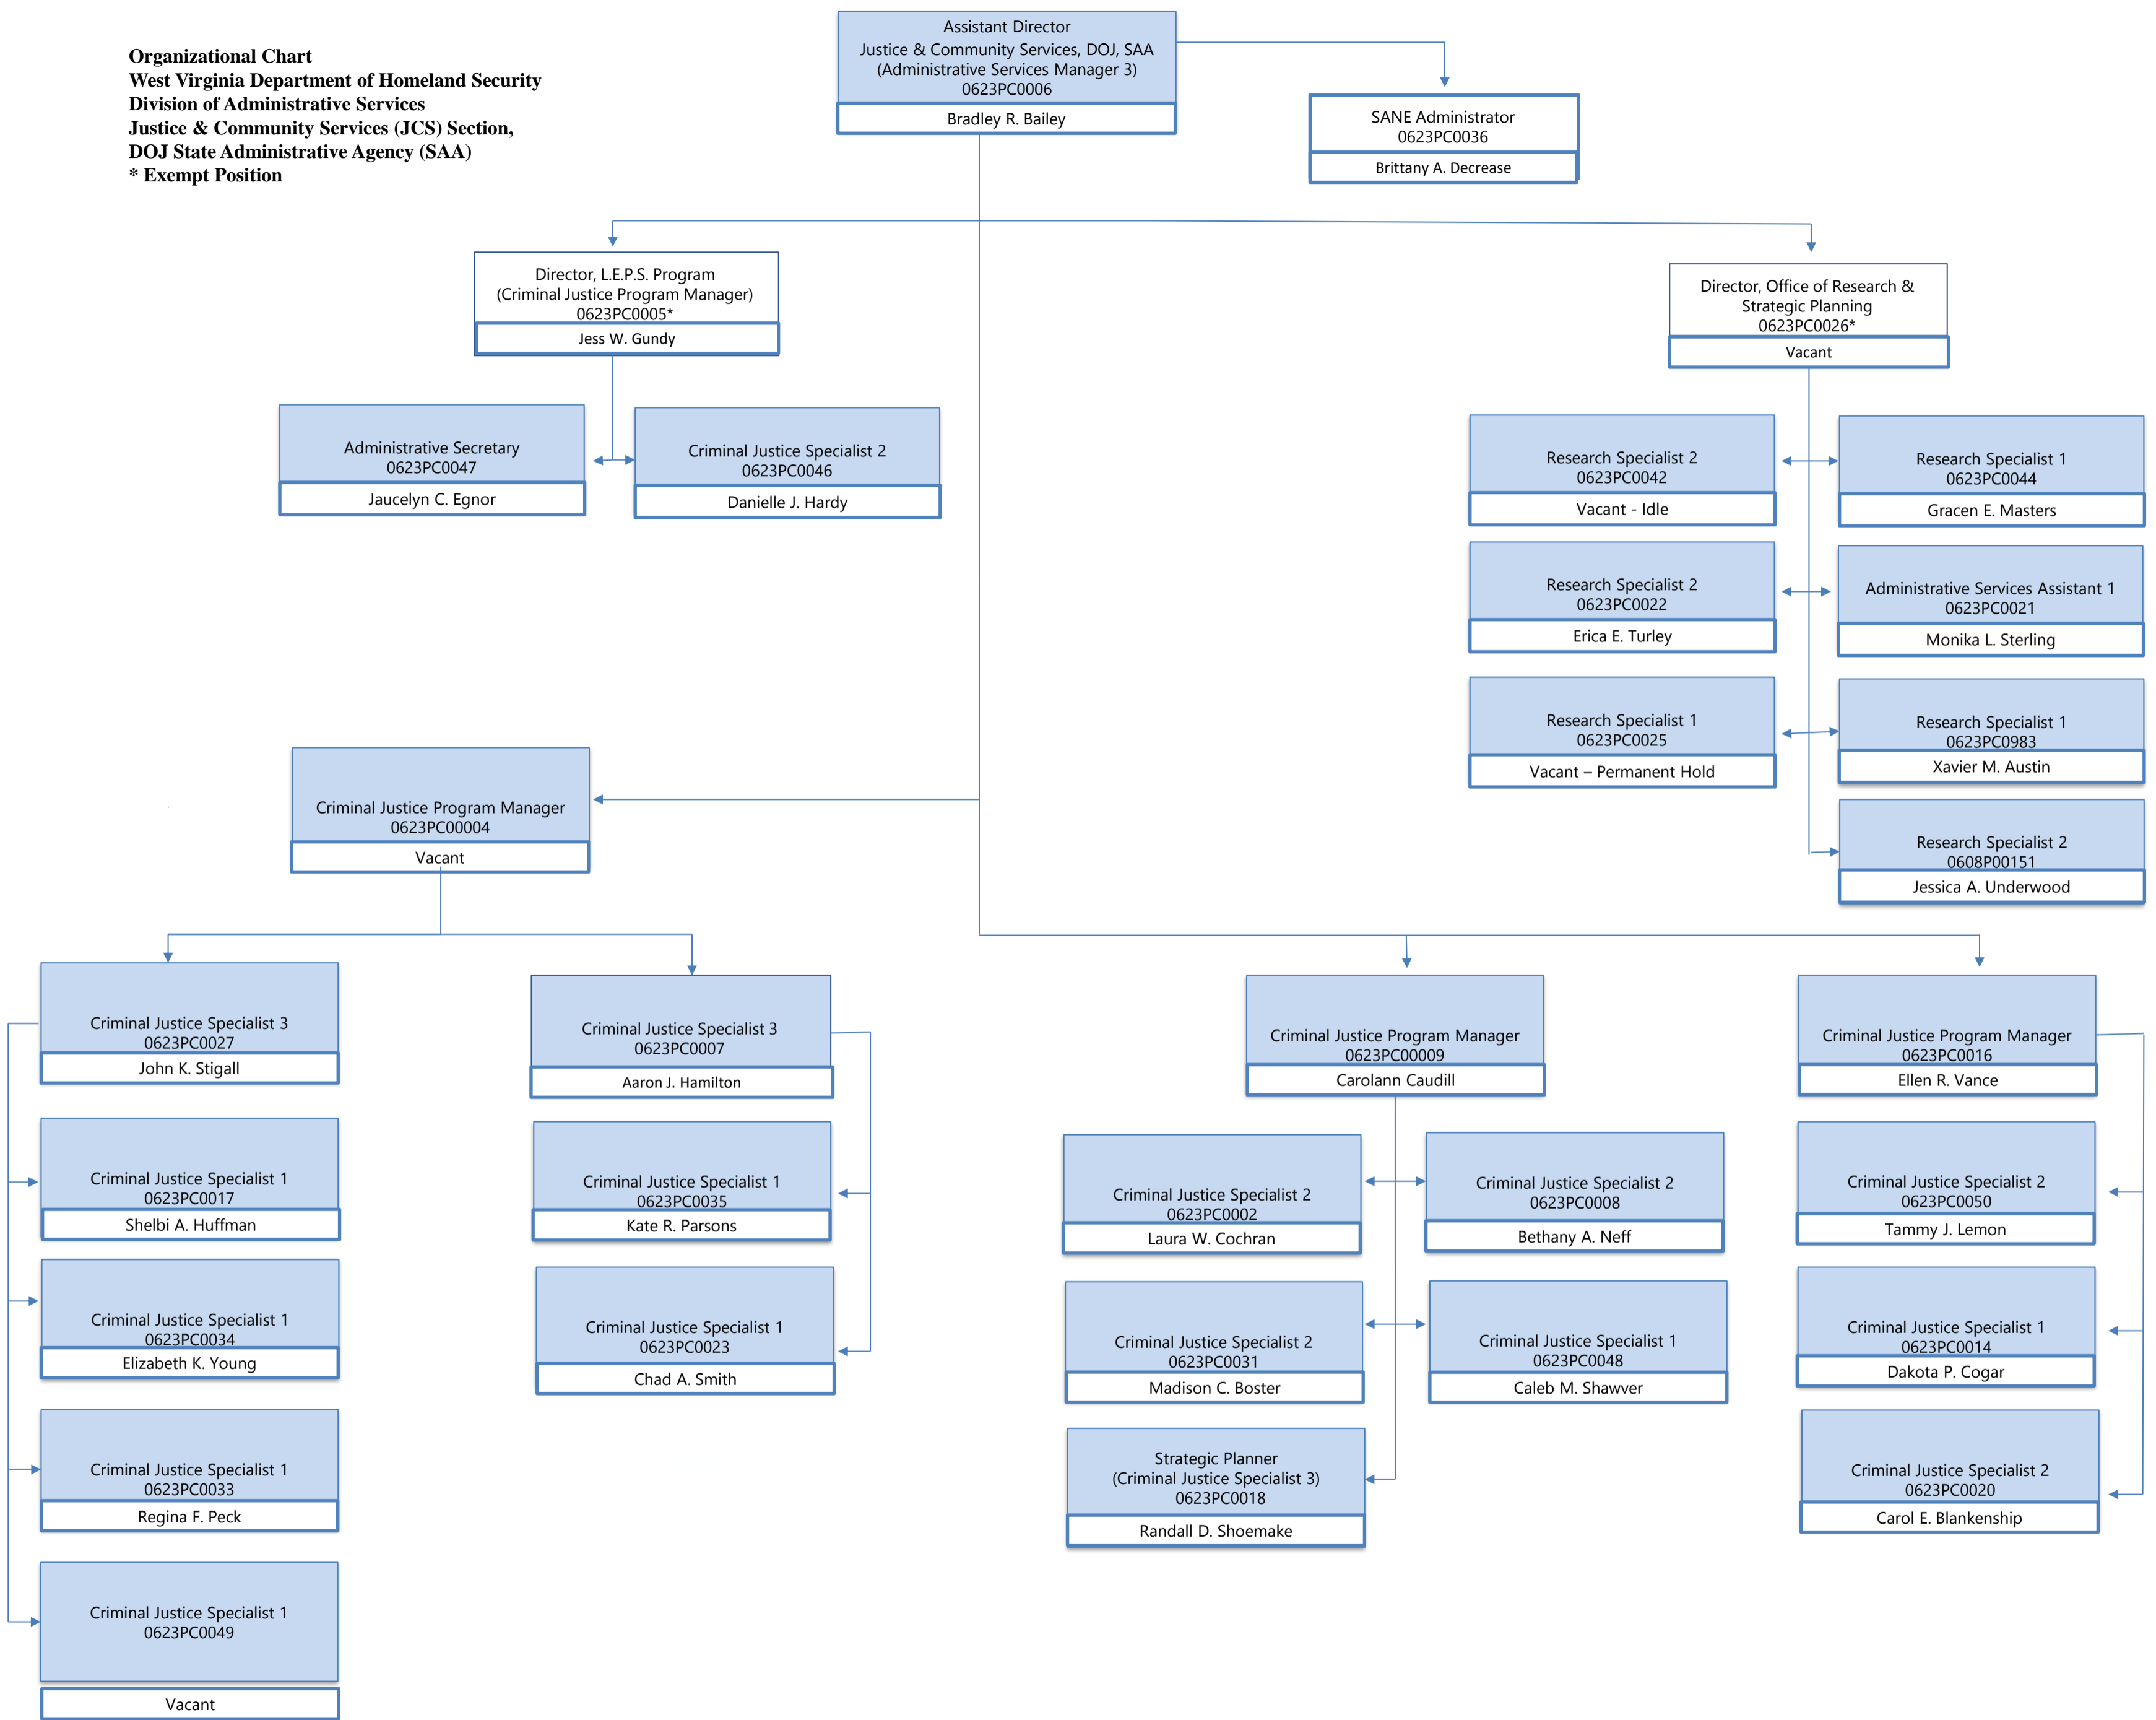 Organizational Chart
West Virginia Department of Homeland Security
Division of Administrative Services
Justice & Community Services (JCS) Section,
DOJ State Administrative Agency (SAA)
* Exempt Position
Assistant Director
Justice & Community Services, DOJ, SAA
(Administrative Services Manager 3)
0623PC0006
Bradley R. Bailey
SANE Administrator
0623PC0036
Brittany A. Decrease
Director, L.E.P.S. Program
(Criminal Justice Program Manager)
0623PC0005*
Jess W. Gundy
Director, Office of Research &
Strategic Planning
0623PC0026*
Vacant
Administrative Secretary
0623PC0047
Jaucelyn C. Egnor
Criminal Justice Specialist 2
0623PC0046
Danielle J. Hardy
Research Specialist 2
0623PC0042
Vacant - Idle
Research Specialist 1
0623PC0044
Gracen E. Masters
Research Specialist 2
0623PC0022
Erica E. Turley
Administrative Services Assistant 1
0623PC0021
Monika L. Sterling
Research Specialist 1
0623PC0025
Vacant – Permanent Hold
Research Specialist 1
0623PC0983
Xavier M. Austin
Research Specialist 2
0608P00151
Jessica A. Underwood
Criminal Justice Program Manager
0623PC00004
Vacant
Criminal Justice Specialist 3
0623PC0027
John K. Stigall
Criminal Justice Specialist 1
0623PC0017
Shelbi A. Huffman
Criminal Justice Specialist 1
0623PC0034
Elizabeth K. Young
Criminal Justice Specialist 1
0623PC0033
Regina F. Peck
Criminal Justice Specialist 1
0623PC0049
Vacant
Criminal Justice Specialist 3
0623PC0007
Aaron J. Hamilton
Criminal Justice Specialist 1
0623PC0035
Kate R. Parsons
Criminal Justice Specialist 1
0623PC0023
Chad A. Smith
Criminal Justice Program Manager
0623PC00009
Carolann Caudill
Criminal Justice Specialist 2
0623PC0002
Laura W. Cochran
Criminal Justice Specialist 2
0623PC0008
Bethany A. Neff
Criminal Justice Specialist 2
0623PC0031
Madison C. Boster
Criminal Justice Specialist 1
0623PC0048
Caleb M. Shawver
Strategic Planner
(Criminal Justice Specialist 3)
0623PC0018
Randall D. Shoemake
Criminal Justice Program Manager
0623PC0016
Ellen R. Vance
Criminal Justice Specialist 2
0623PC0050
Tammy J. Lemon
Criminal Justice Specialist 1
0623PC0014
Dakota P. Cogar
Criminal Justice Specialist 2
0623PC0020
Carol E. Blankenship